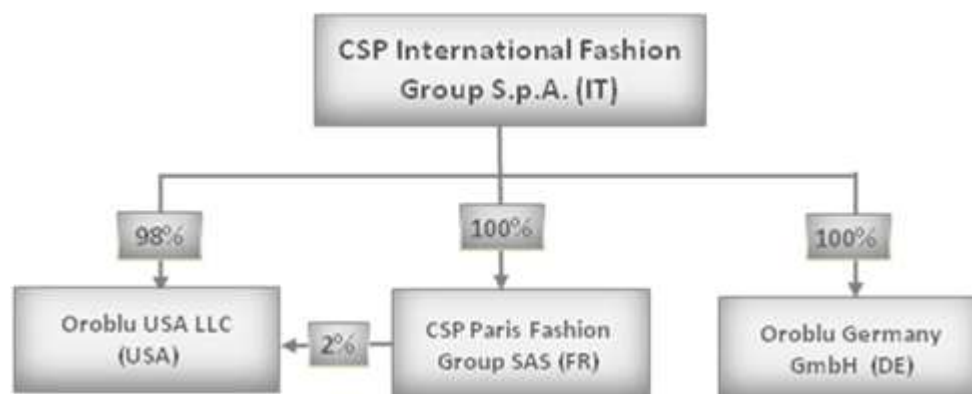 CSP International Fashion
Group S.p.A. (IT)
98%
100%
100%
Oroblu USA LLC
(USA)
2%
CSP Paris Fashion
Group SAS (FR)
Oroblu Germany
GmbH (DE)